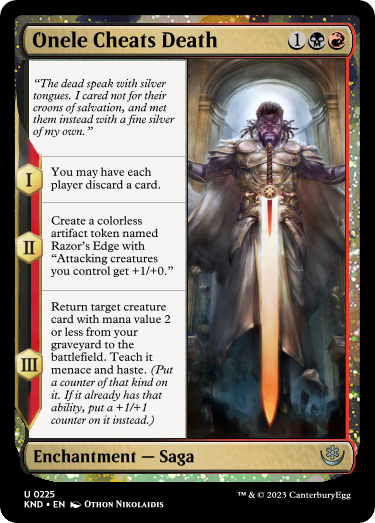 Onele Cheats Death 1
“The dead speak with silver
tongues. I cared not for their
croons of salvation, and met
them instead with a fine silver
of my own.”
I
You may have each
player discard a card.
II
Create a colorless
artifact token named
Razor's Edge with
“Attacking creatures
you control get +1/+0.”
III
Return target creature
card with mana value 2
or less from your
graveyard to the
battlefield. Teach it
menace and haste. (Put
a counter of that kind on
it. If it already has that
ability, put a +1/+1
counter on it instead.)
Enchantment — Saga
U 0225
KND • EN OTHON NIKOLAIDIS
™ & © 2023 CanterburyEgg